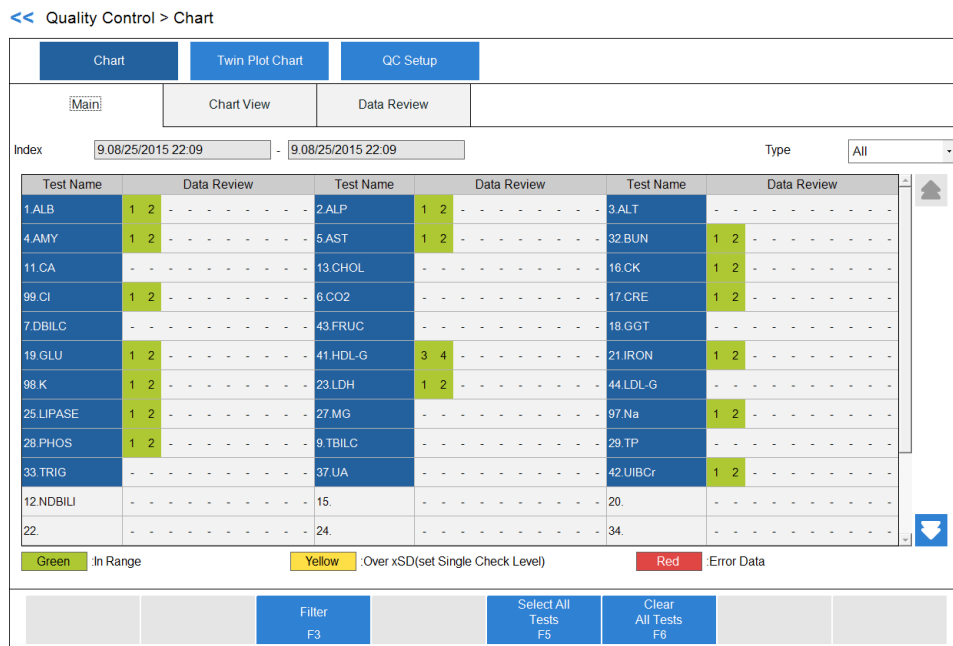 << Quality Control > Chart
Chart Twin Plot Chart QC Setup
Main Chart View Data Review
Index 9.08/25/2015 22:09 - 9.08/25/2015 22:09 Type All
Test Name Data Review Test Name Data Review Test Name Data Review
1.ALB 1 2 - - - - - - - - 2.ALP 1 2 - - - - - - - - 3.ALT - - - - - - - - - -
4.AMY 1 2 - - - - - - - - 5.AST 1 2 - - - - - - - - 32.BUN 1 2 - - - - - - - -
11.CA - - - - - - - - - - 13.CHOL - - - - - - - - - - 16.CK 1 2 - - - - - - - -
99.Cl 1 2 - - - - - - - - 6.CO2 - - - - - - - - - - 17.CRE 1 2 - - - - - - - -
7.DBILC - - - - - - - - - - 43.FRUC - - - - - - - - - - 18.GGT - - - - - - - - - -
19.GLU 1 2 - - - - - - - - 41.HDL-G 3 4 - - - - - - - - 21.IRON 1 2 - - - - - - - -
98.K 1 2 - - - - - - - - 23.LDH 1 2 - - - - - - - - 44.LDL-G - - - - - - - - - -
25.LIPASE 1 2 - - - - - - - - 27.MG - - - - - - - - - - 97.Na 1 2 - - - - - - - -
28.PHOS 1 2 - - - - - - - - 9.TBILC - - - - - - - - - - 29.TP - - - - - - - - - -
33.TRIG - - - - - - - - - - 37.UA - - - - - - - - - - 42.UIBCr 1 2 - - - - - - - -
12.NDBILI - - - - - - - - - - 15. - - - - - - - - - - 20. - - - - - - - - - -
22. - - - - - - - - - - 24. - - - - - - - - - - 34. - - - - - - - - - -
Green :In Range Yellow :Over xSD(set Single Check Level) Red :Error Data
Filter F3
Select All Tests F5
Clear All Tests F6